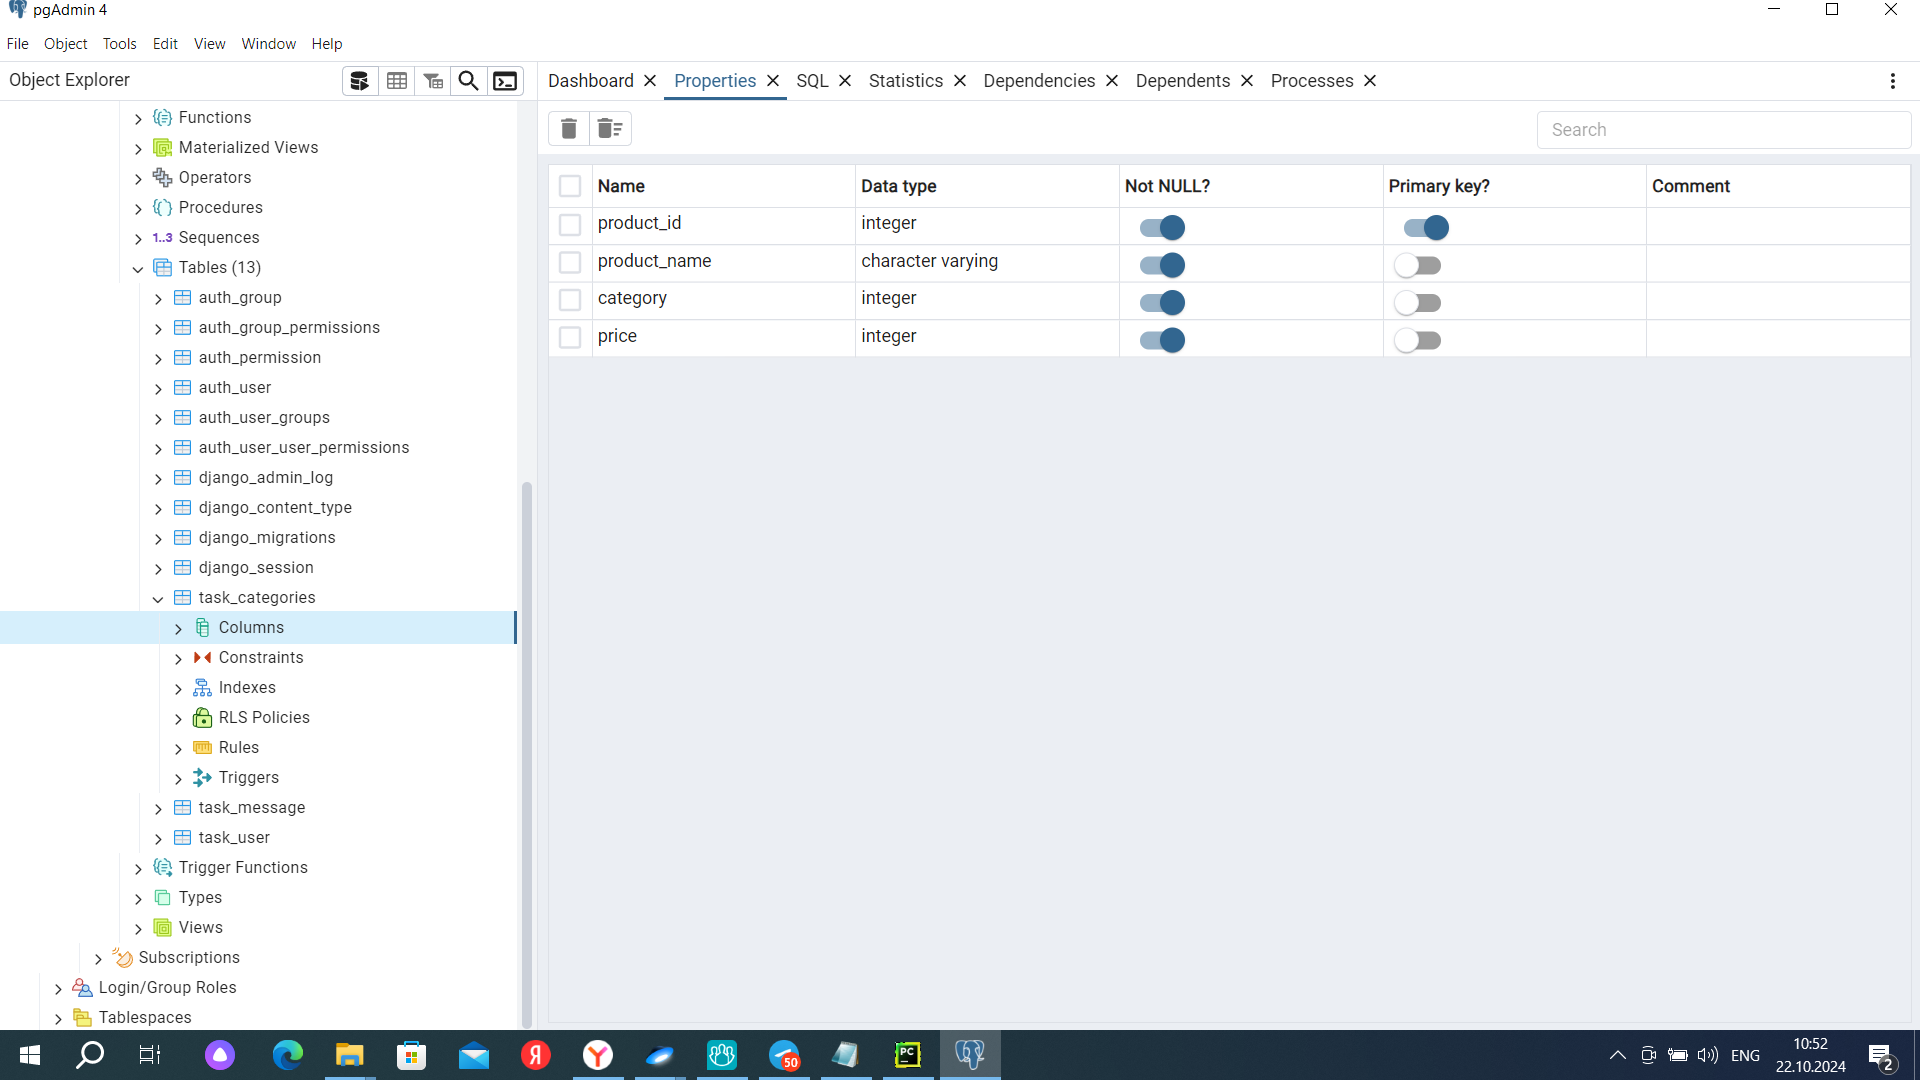 pgAdmin 4
File Object Tools Edit View Window Help
Object Explorer
Dashboard Properties SQL Statistics Dependencies Dependents Processes
Search
Functions
Materialized Views
Operators
Procedures
1..3 Sequences
Tables (13)
auth_group
auth_group_permissions
auth_permission
auth_user
auth_user_groups
auth_user_user_permissions
django_admin_log
django_content_type
django_migrations
django_session
task_categories
Columns
Constraints
Indexes
RLS Policies
Rules
Triggers
task_message
task_user
Trigger Functions
Types
Views
Subscriptions
Login/Group Roles
Tablespaces
Name Data type Not NULL? Primary key? Comment
product_id integer
product_name character varying
category integer
price integer
Я
Y
50
PC
ENG
10:52
22.10.2024
2